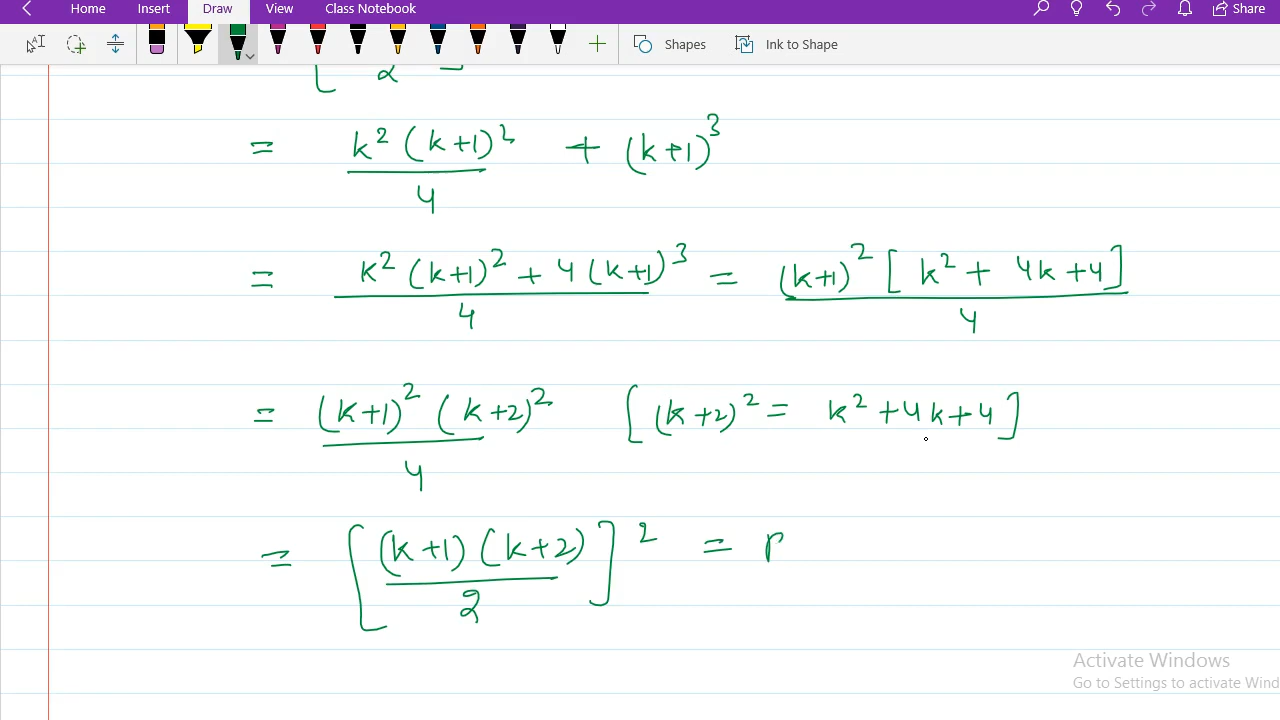 Home Insert Draw View Class Notebook Share
Shapes Ink to Shape
2
= k² (k+1)² / 4 + (k+1)³
= k² (k+1)² + 4 (k+1)³ / 4 = (k+1)² [ k² + 4k+4 ] / 4
= (k+1)² (k+2)² / 4 [ (k+2)² = k² + 4k + 4 ]
= [ (k+1) (k+2) / 2 ]² = r
Activate Windows
Go to Settings to activate Wind